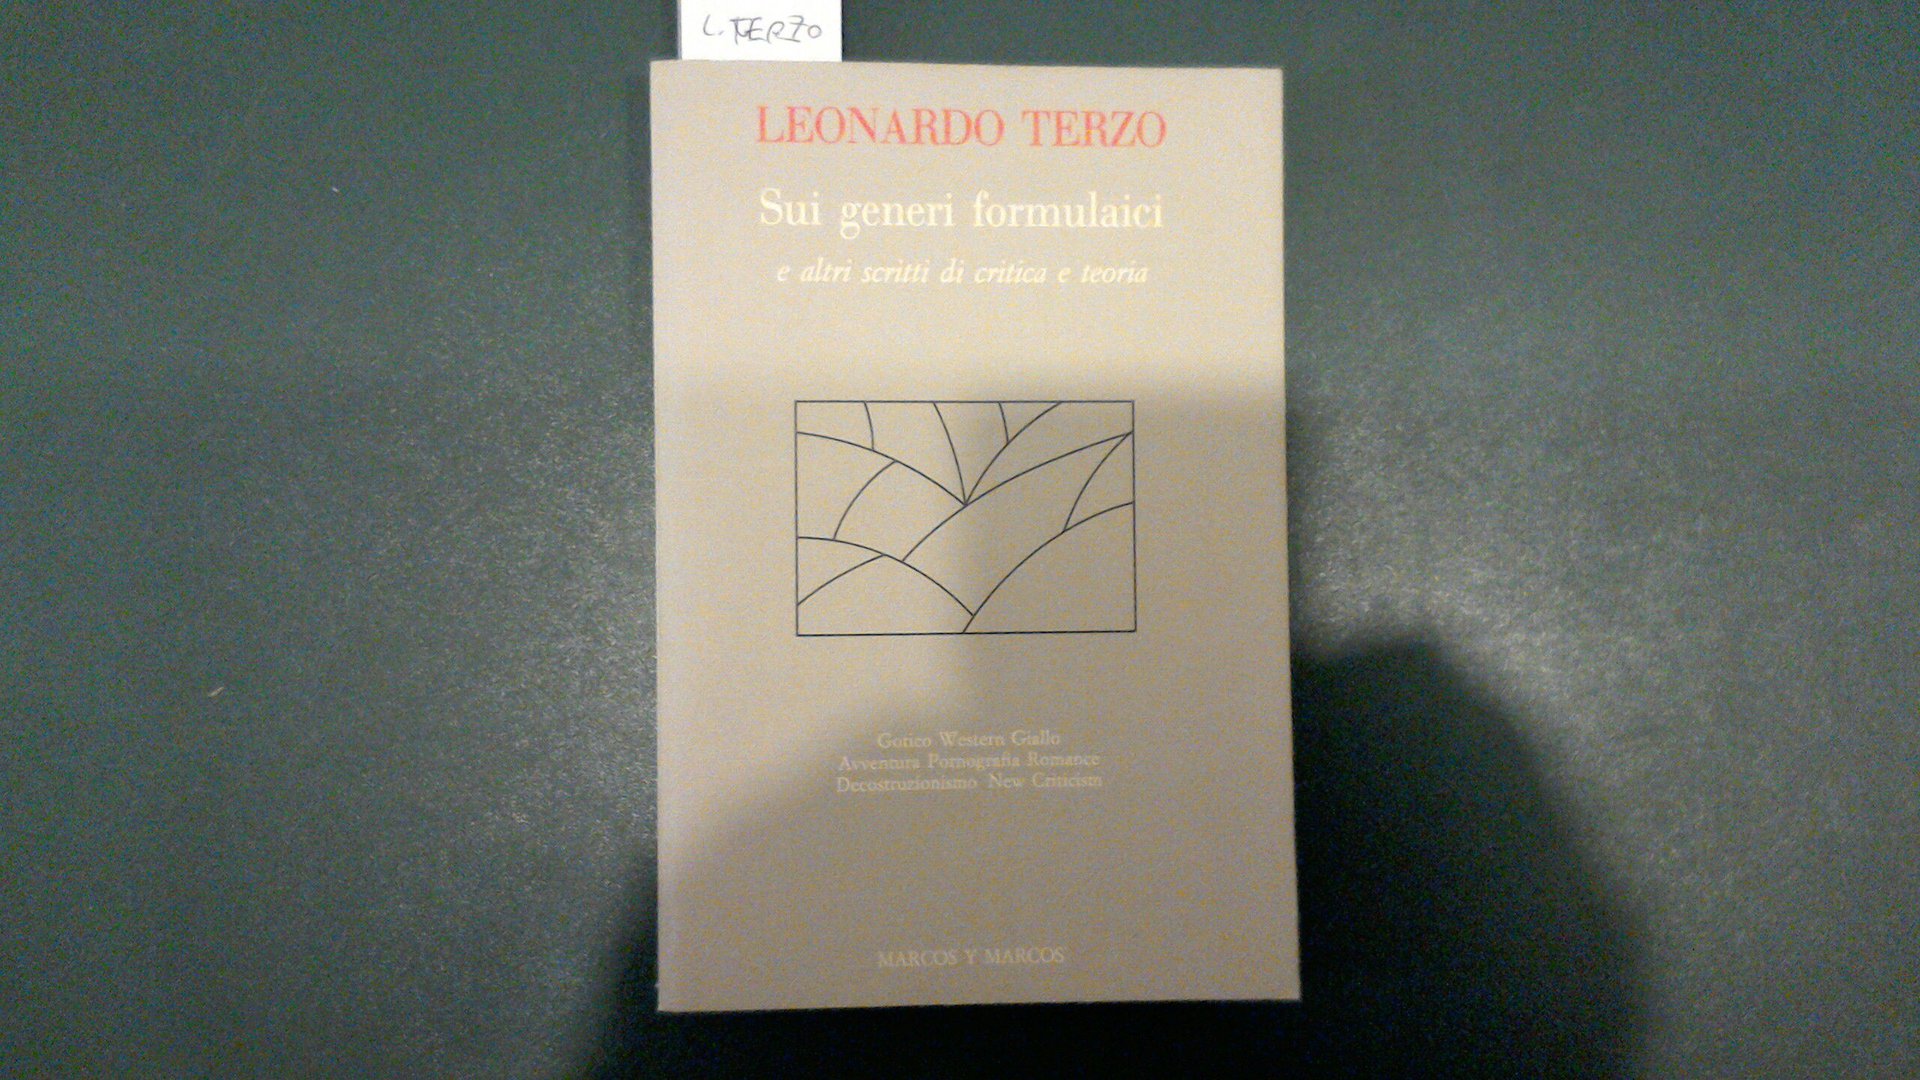 L. TERZO
LEONARDO TERZO
Sui generi formulaici
e altri scritti di critica e teoria
Gotico Western Giallo
Avventura Pornografia Romance
Decostruzionismo New Criticism
MARCOS Y MARCOS